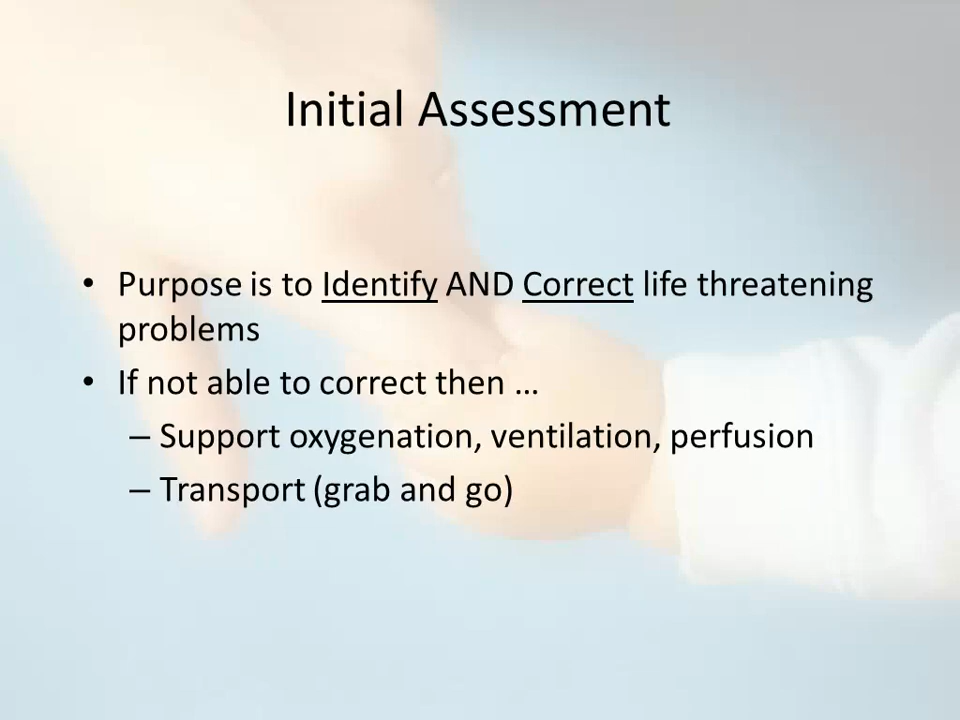 Initial Assessment
• Purpose is to Identify AND Correct life threatening
problems
• If not able to correct then …
– Support oxygenation, ventilation, perfusion
– Transport (grab and go)